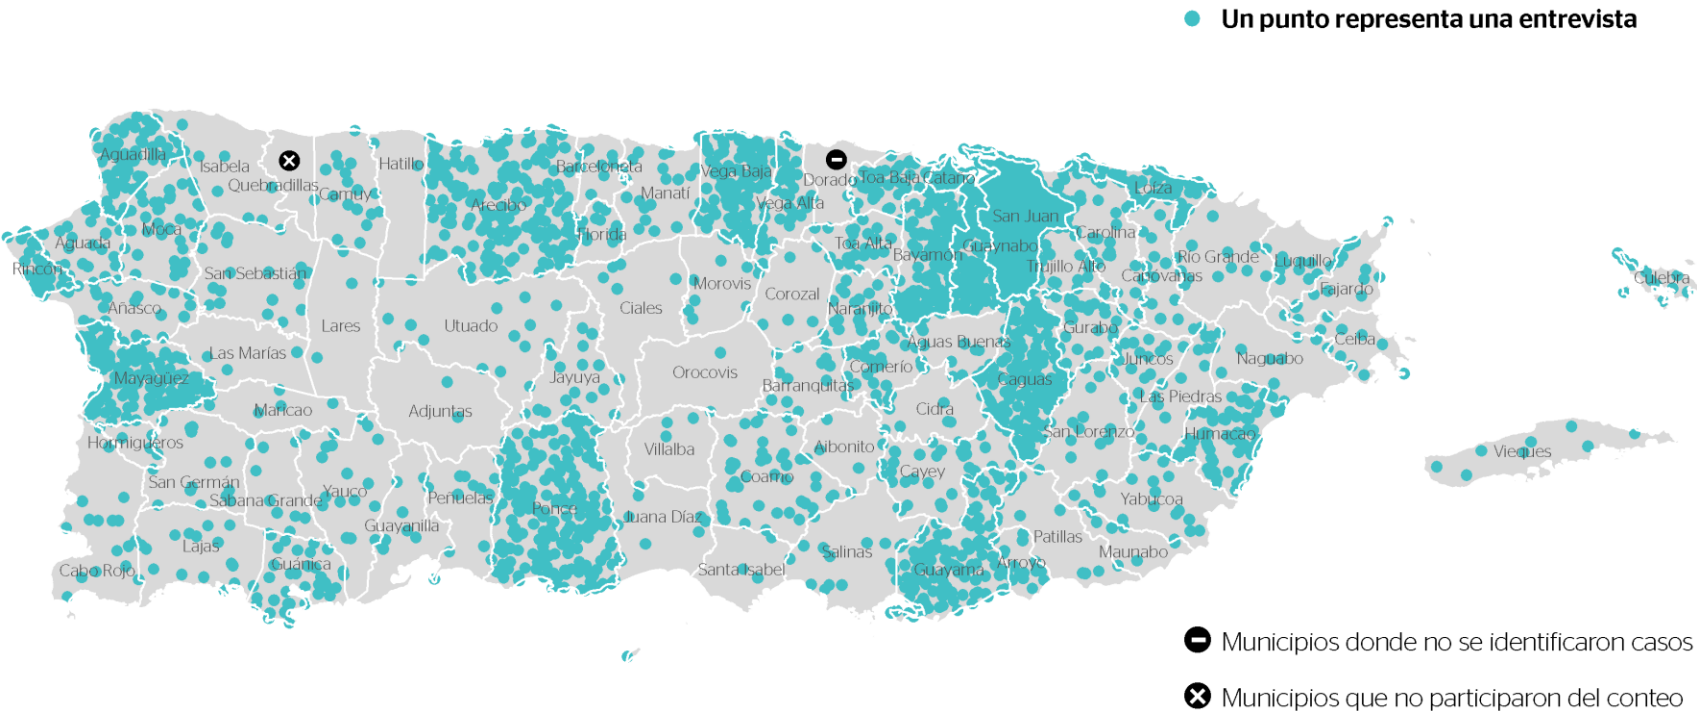 Un punto representa una entrevista
Aguadilla
Isabela
Quebradillas
Camuy
Hatillo
Arecibo
Barceloneta
Manatí
Vega Baja
Vega Alta
Dorado
Toa Baja
Cataño
San Juan
Loíza
Rincón
Aguada
Moca
San Sebastián
Florida
Toa Alta
Bayamón
Guaynabo
Trujillo Alto
Carolina
Canóvanas
Río Grande
Luquillo
Fajardo
Culebra
Añasco
Lares
Utuado
Ciales
Morovis
Corozal
Naranjito
Aguas Buenas
Gurabo
Ceiba
Mayagüez
Las Marías
Maricao
Adjuntas
Jayuya
Orocovis
Barranquitas
Comerío
Cidra
Caguas
Juncos
Las Piedras
Naguabo
Hormigueros
San Germán
Sabana Grande
Yauco
Guayanilla
Peñuelas
Ponce
Villalba
Juana Díaz
Coamo
Aibonito
Cayey
San Lorenzo
Humacao
Yabucoa
Vieques
Cabo Rojo
Lajas
Guánica
Santa Isabel
Salinas
Guayama
Arroyo
Patillas
Maunabo
Municipios donde no se identificaron casos
Municipios que no participaron del conteo